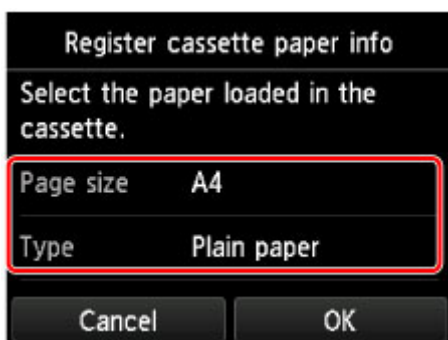 Register cassette paper info
Select the paper loaded in the
cassette.
Page size A4
Type Plain paper
Cancel OK